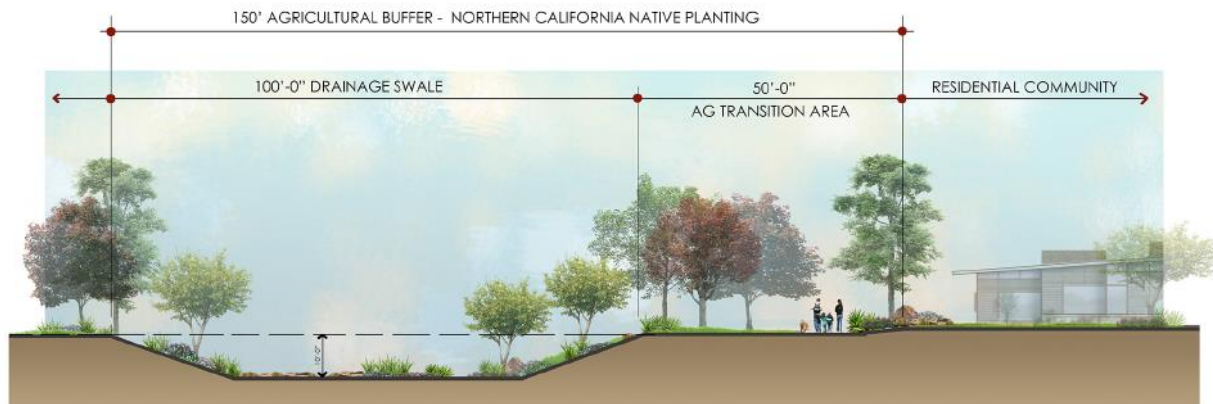 150' AGRICULTURAL BUFFER - NORTHERN CALIFORNIA NATIVE PLANTING
100'-0" DRAINAGE SWALE
50'-0"
AG TRANSITION AREA
RESIDENTIAL COMMUNITY